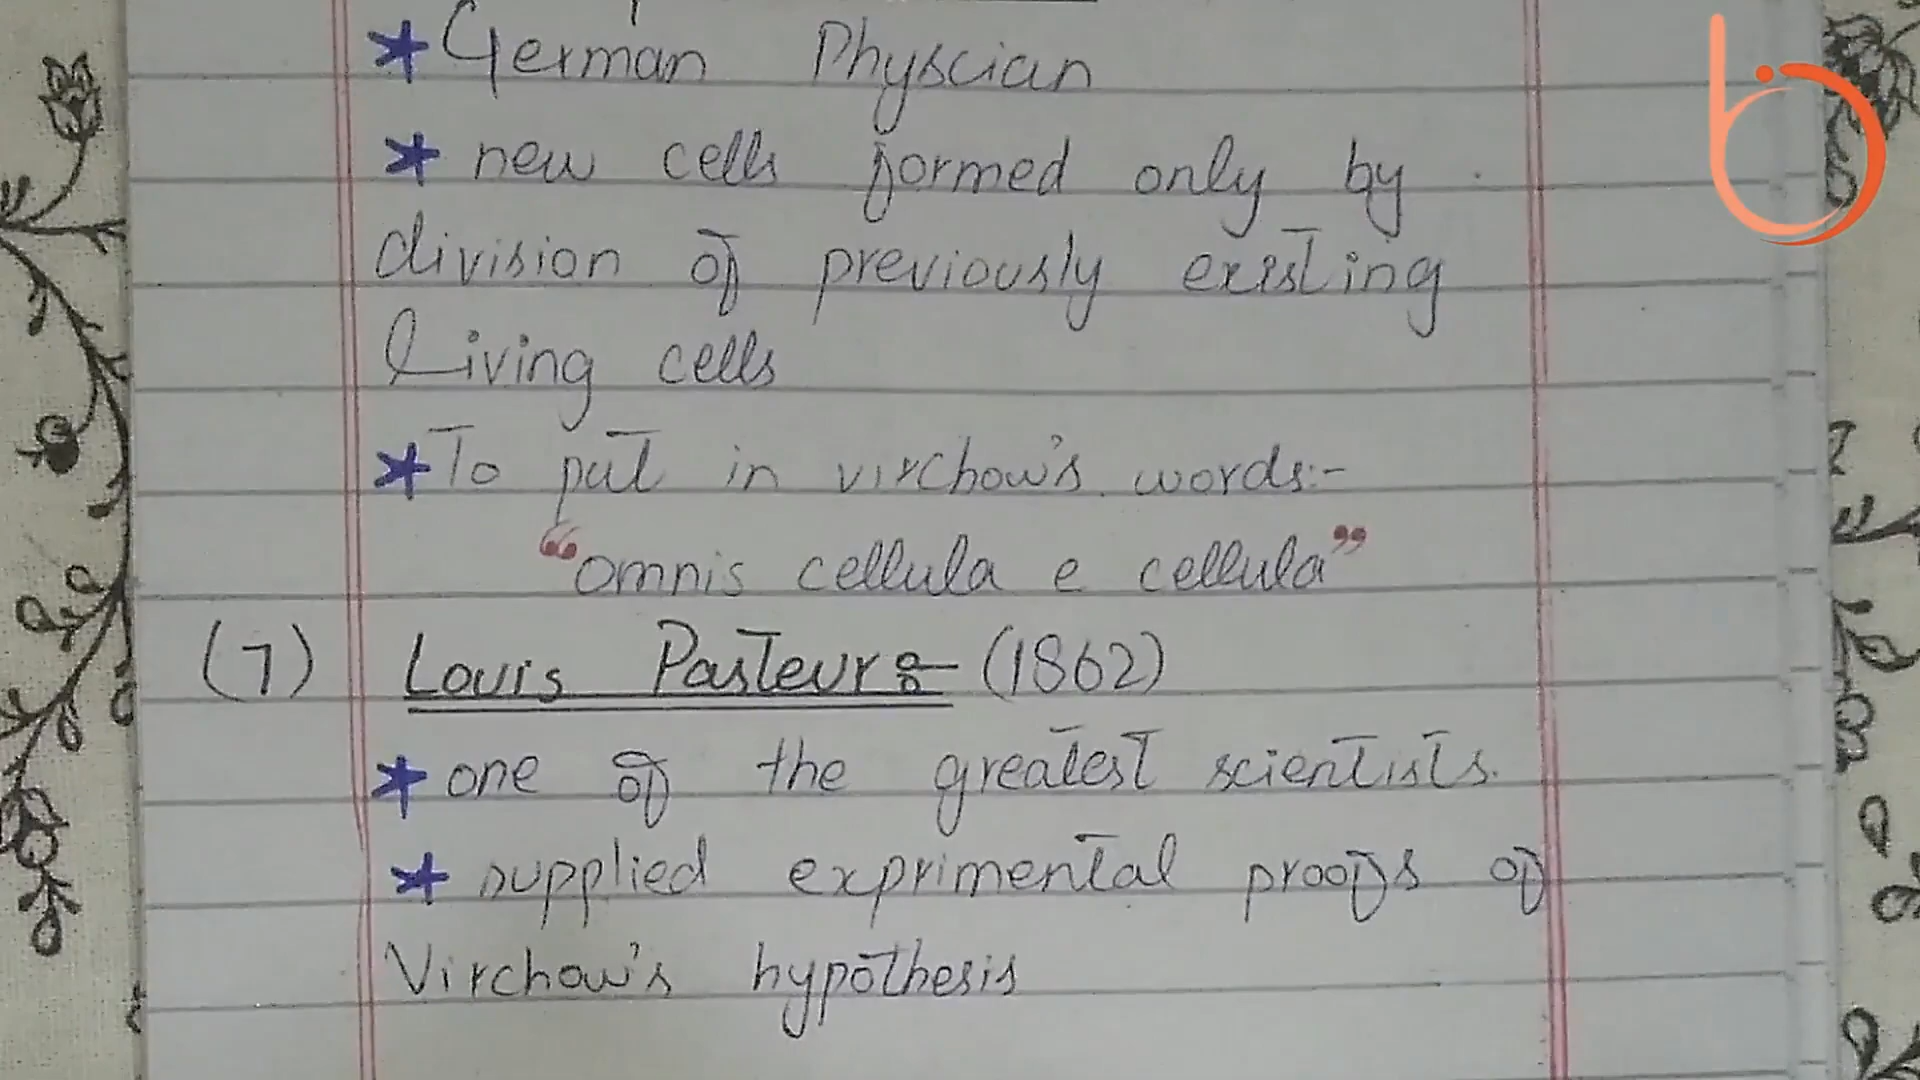 * German Physcian
* new cells formed only by
division of previously existing
living cells
* To put in virchow's words:-
“omnis cellula e cellula”
(7) Louis Pasteur:- (1862)
* one of the greatest scientists.
* supplied exprimental proofs of
Virchow's hypothesis